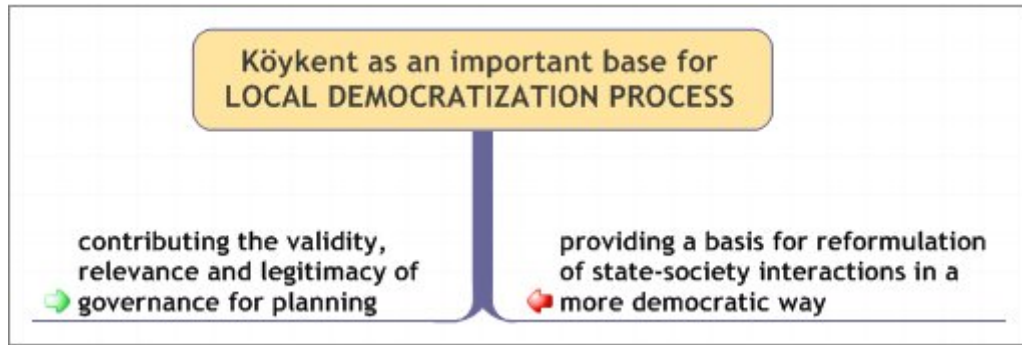 Köykent as an important base for
LOCAL DEMOCRATIZATION PROCESS
contributing the validity,
relevance and legitimacy of
governance for planning
providing a basis for reformulation
of state-society interactions in a
more democratic way